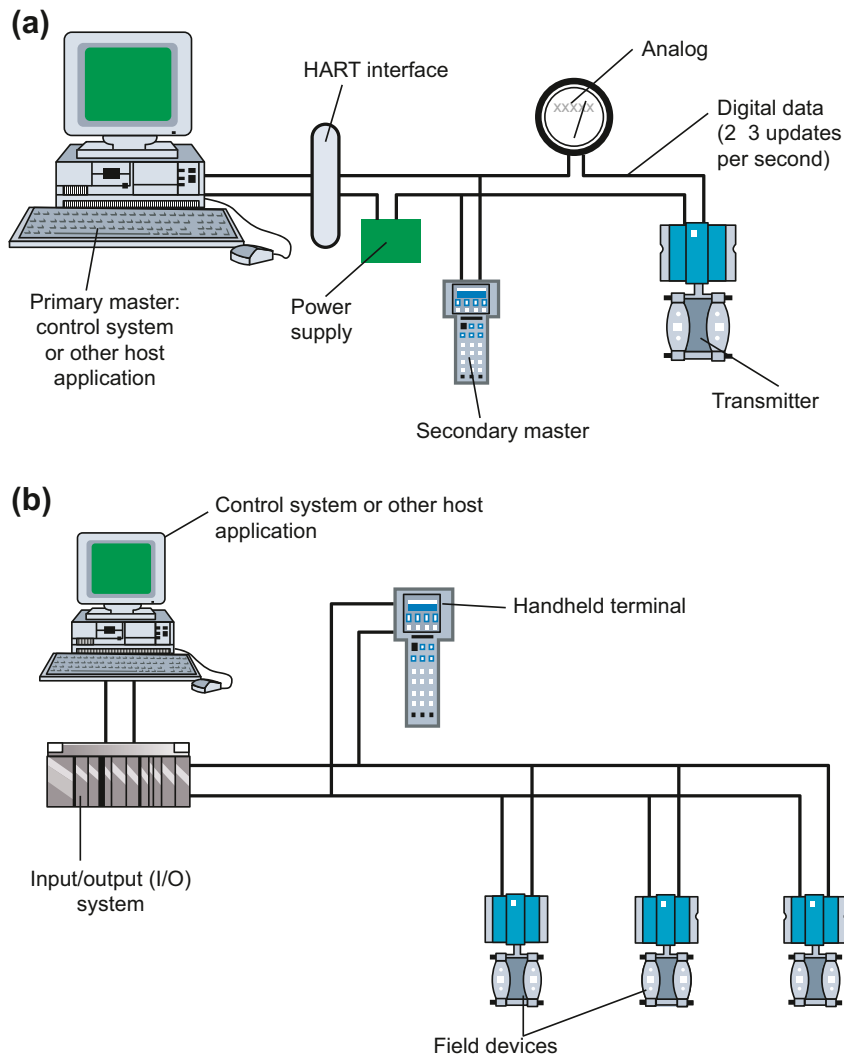 (a)
HART interface
Analog
xxxxx
Digital data
(2 3 updates
per second)
Primary master:
control system
or other host
application
Power
supply
Secondary master
Transmitter
(b)
Control system or other host
application
Handheld terminal
Input/output (I/O)
system
Field devices